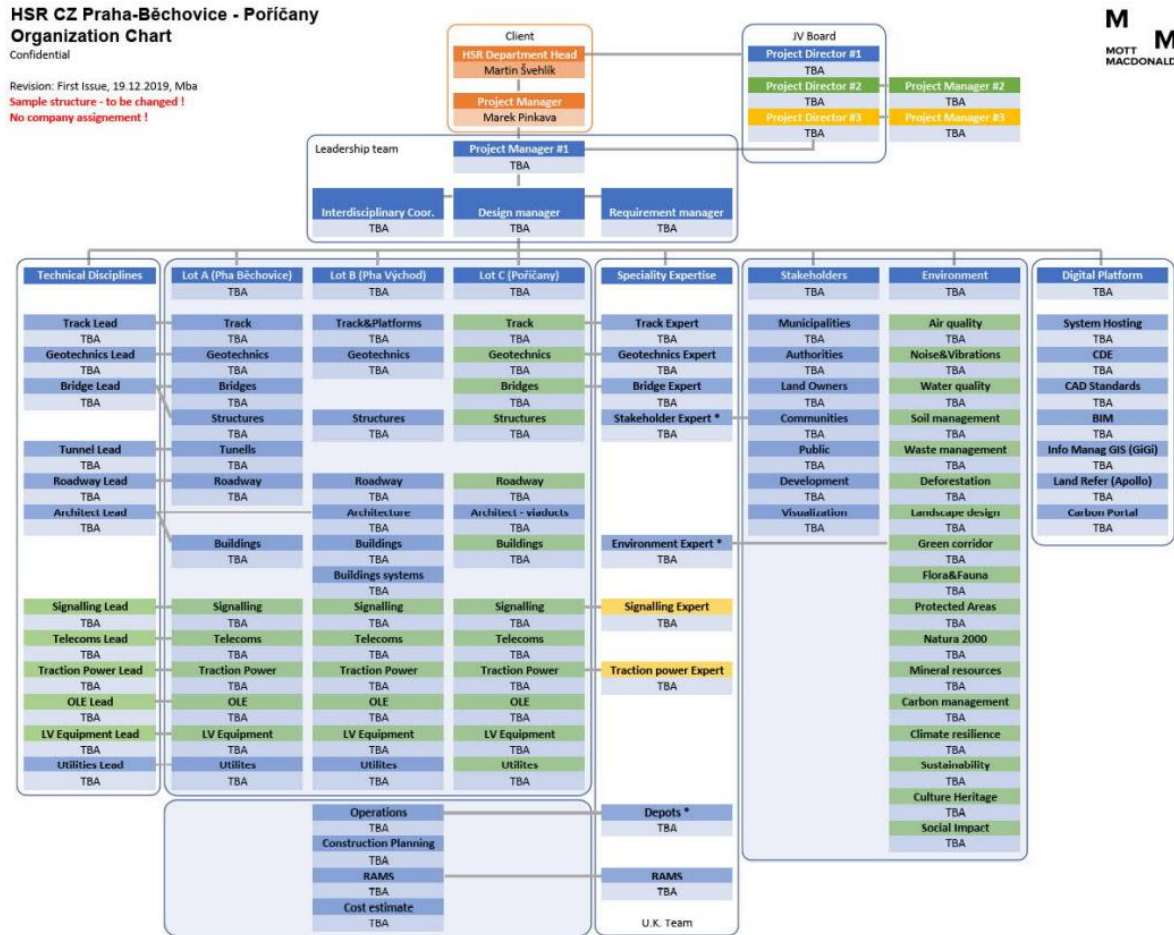 HSR CZ Praha-Běchovice - Poříčany
Organization Chart
Confidential
Revision: First Issue, 19.12.2019, Mba
Sample structure - to be changed !
No company assignement !
M M
MOTT
MACDONALD
Client
HSR Department Head
Martin Švehlík
Project Manager
Marek Pinkava
JV Board
Project Director #1
TBA
Project Director #2
TBA
Project Director #3
TBA
Project Manager #2
TBA
Project Manager #3
TBA
Leadership team
Project Manager #1
TBA
Interdisciplinary Coor.
TBA
Design manager
TBA
Requirement manager
TBA
Technical Disciplines
Track Lead
TBA
Geotechnics Lead
TBA
Bridge Lead
TBA
Tunnel Lead
TBA
Roadway Lead
TBA
Architect Lead
TBA
Signalling Lead
TBA
Telecoms Lead
TBA
Traction Power Lead
TBA
OLE Lead
TBA
LV Equipment Lead
TBA
Utilities Lead
TBA
Lot A (Pha Běchovice)
TBA
Track
TBA
Geotechnics
TBA
Bridges
TBA
Structures
TBA
Tunells
TBA
Roadway
TBA
Buildings
TBA
Signalling
TBA
Telecoms
TBA
Traction Power
TBA
OLE
TBA
LV Equipment
TBA
Utilites
TBA
Lot B (Pha Východ)
TBA
Track&Platforms
TBA
Geotechnics
TBA
Structures
TBA
Roadway
TBA
Architecture
TBA
Buildings
TBA
Buildings systems
TBA
Signalling
TBA
Telecoms
TBA
Traction Power
TBA
OLE
TBA
LV Equipment
TBA
Utilites
TBA
Operations
TBA
Construction Planning
TBA
RAMS
TBA
Cost estimate
TBA
Lot C (Poříčany)
TBA
Track
TBA
Geotechnics
TBA
Bridges
TBA
Structures
TBA
Roadway
TBA
Architect - viaducts
TBA
Buildings
TBA
Signalling
TBA
Telecoms
TBA
Traction Power
TBA
OLE
TBA
LV Equipment
TBA
Utilites
TBA
Speciality Expertise
Track Expert
TBA
Geotechnics Expert
TBA
Bridge Expert
TBA
Stakeholder Expert *
TBA
Environment Expert *
TBA
Signalling Expert
TBA
Traction power Expert
TBA
Depots *
TBA
RAMS
TBA
U.K. Team
Stakeholders
TBA
Municipalities
TBA
Authorities
TBA
Land Owners
TBA
Communities
TBA
Public
TBA
Development
TBA
Visualization
TBA
Environment
TBA
Air quality
TBA
Noise&Vibrations
TBA
Water quality
TBA
Soil management
TBA
Waste management
TBA
Deforestation
TBA
Landscape design
TBA
Green corridor
TBA
Flora&Fauna
TBA
Protected Areas
TBA
Natura 2000
TBA
Mineral resources
TBA
Carbon management
TBA
Climate resilience
TBA
Sustainability
TBA
Culture Heritage
TBA
Social Impact
TBA
Digital Platform
TBA
System Hosting
TBA
CDE
TBA
CAD Standards
TBA
BIM
TBA
Info Manag GIS (GiGi)
TBA
Land Refer (Apollo)
TBA
Carbon Portal
TBA